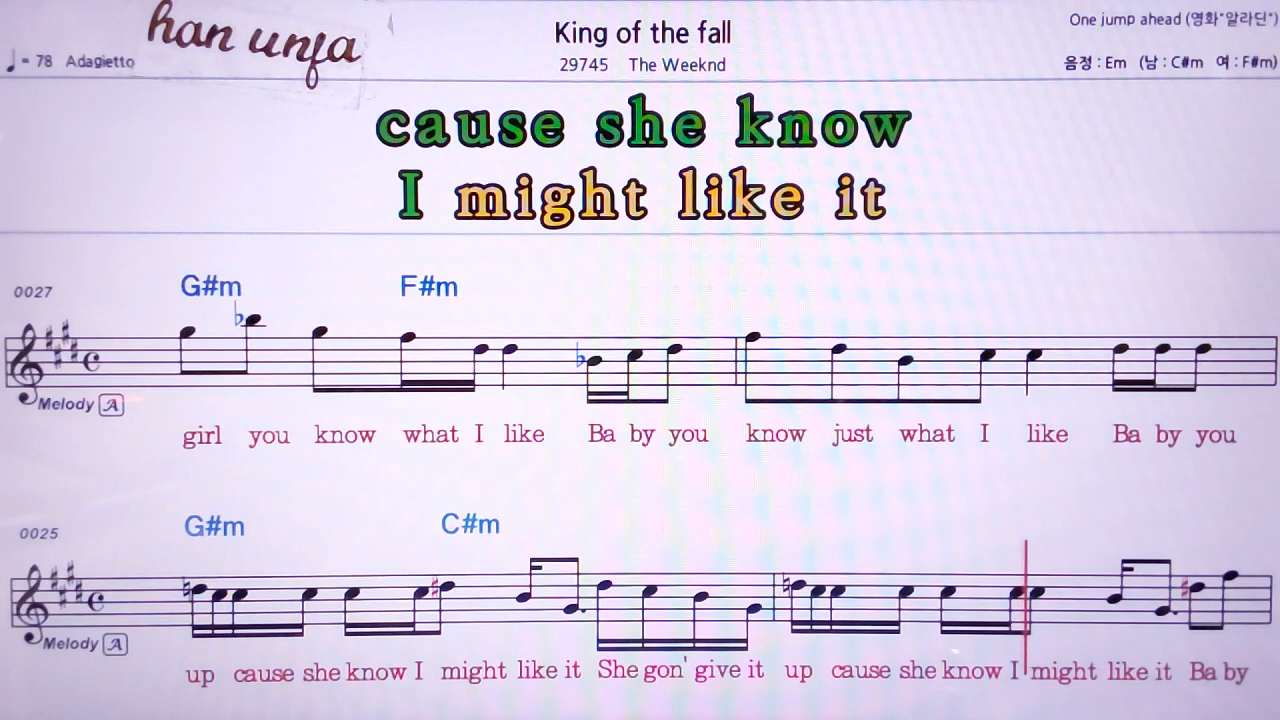 han unfa
♩= 78 Adagietto
King of the fall
29745 The Weeknd
One jump ahead (영화"알라딘")
음정 : Em (남 : C#m 여 : F#m)
cause she know
I might like it
0027
G#m F#m
Melody A
girl you know what I like Ba by you know just what I like Ba by you
0025
G#m C#m
Melody A
up cause she know I might like it She gon' give it up cause she know I might like it Ba by